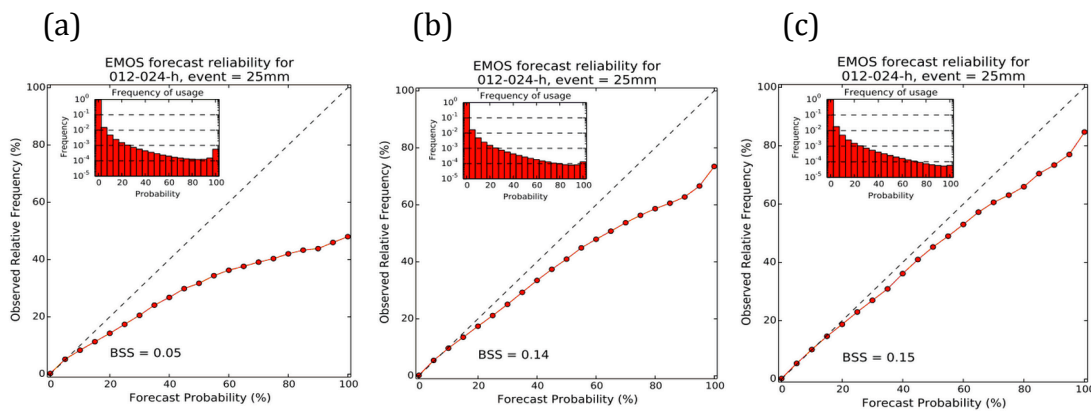 (a)
EMOS forecast reliability for
012-024-h, event = 25mm
Observed Relative Frequency (%)
100
80
60
40
20
0
Frequency of usage
Frequency
10^0
10^-1
10^-2
10^-3
10^-4
10^-5
0 20 40 60 80 100
Probability
BSS = 0.05
0 20 40 60 80 100
Forecast Probability (%)
(b)
EMOS forecast reliability for
012-024-h, event = 25mm
Observed Relative Frequency (%)
100
80
60
40
20
0
Frequency of usage
Frequency
10^0
10^-1
10^-2
10^-3
10^-4
10^-5
0 20 40 60 80 100
Probability
BSS = 0.14
0 20 40 60 80 100
Forecast Probability (%)
(c)
EMOS forecast reliability for
012-024-h, event = 25mm
Observed Relative Frequency (%)
100
80
60
40
20
0
Frequency of usage
Frequency
10^0
10^-1
10^-2
10^-3
10^-4
10^-5
0 20 40 60 80 100
Probability
BSS = 0.15
0 20 40 60 80 100
Forecast Probability (%)